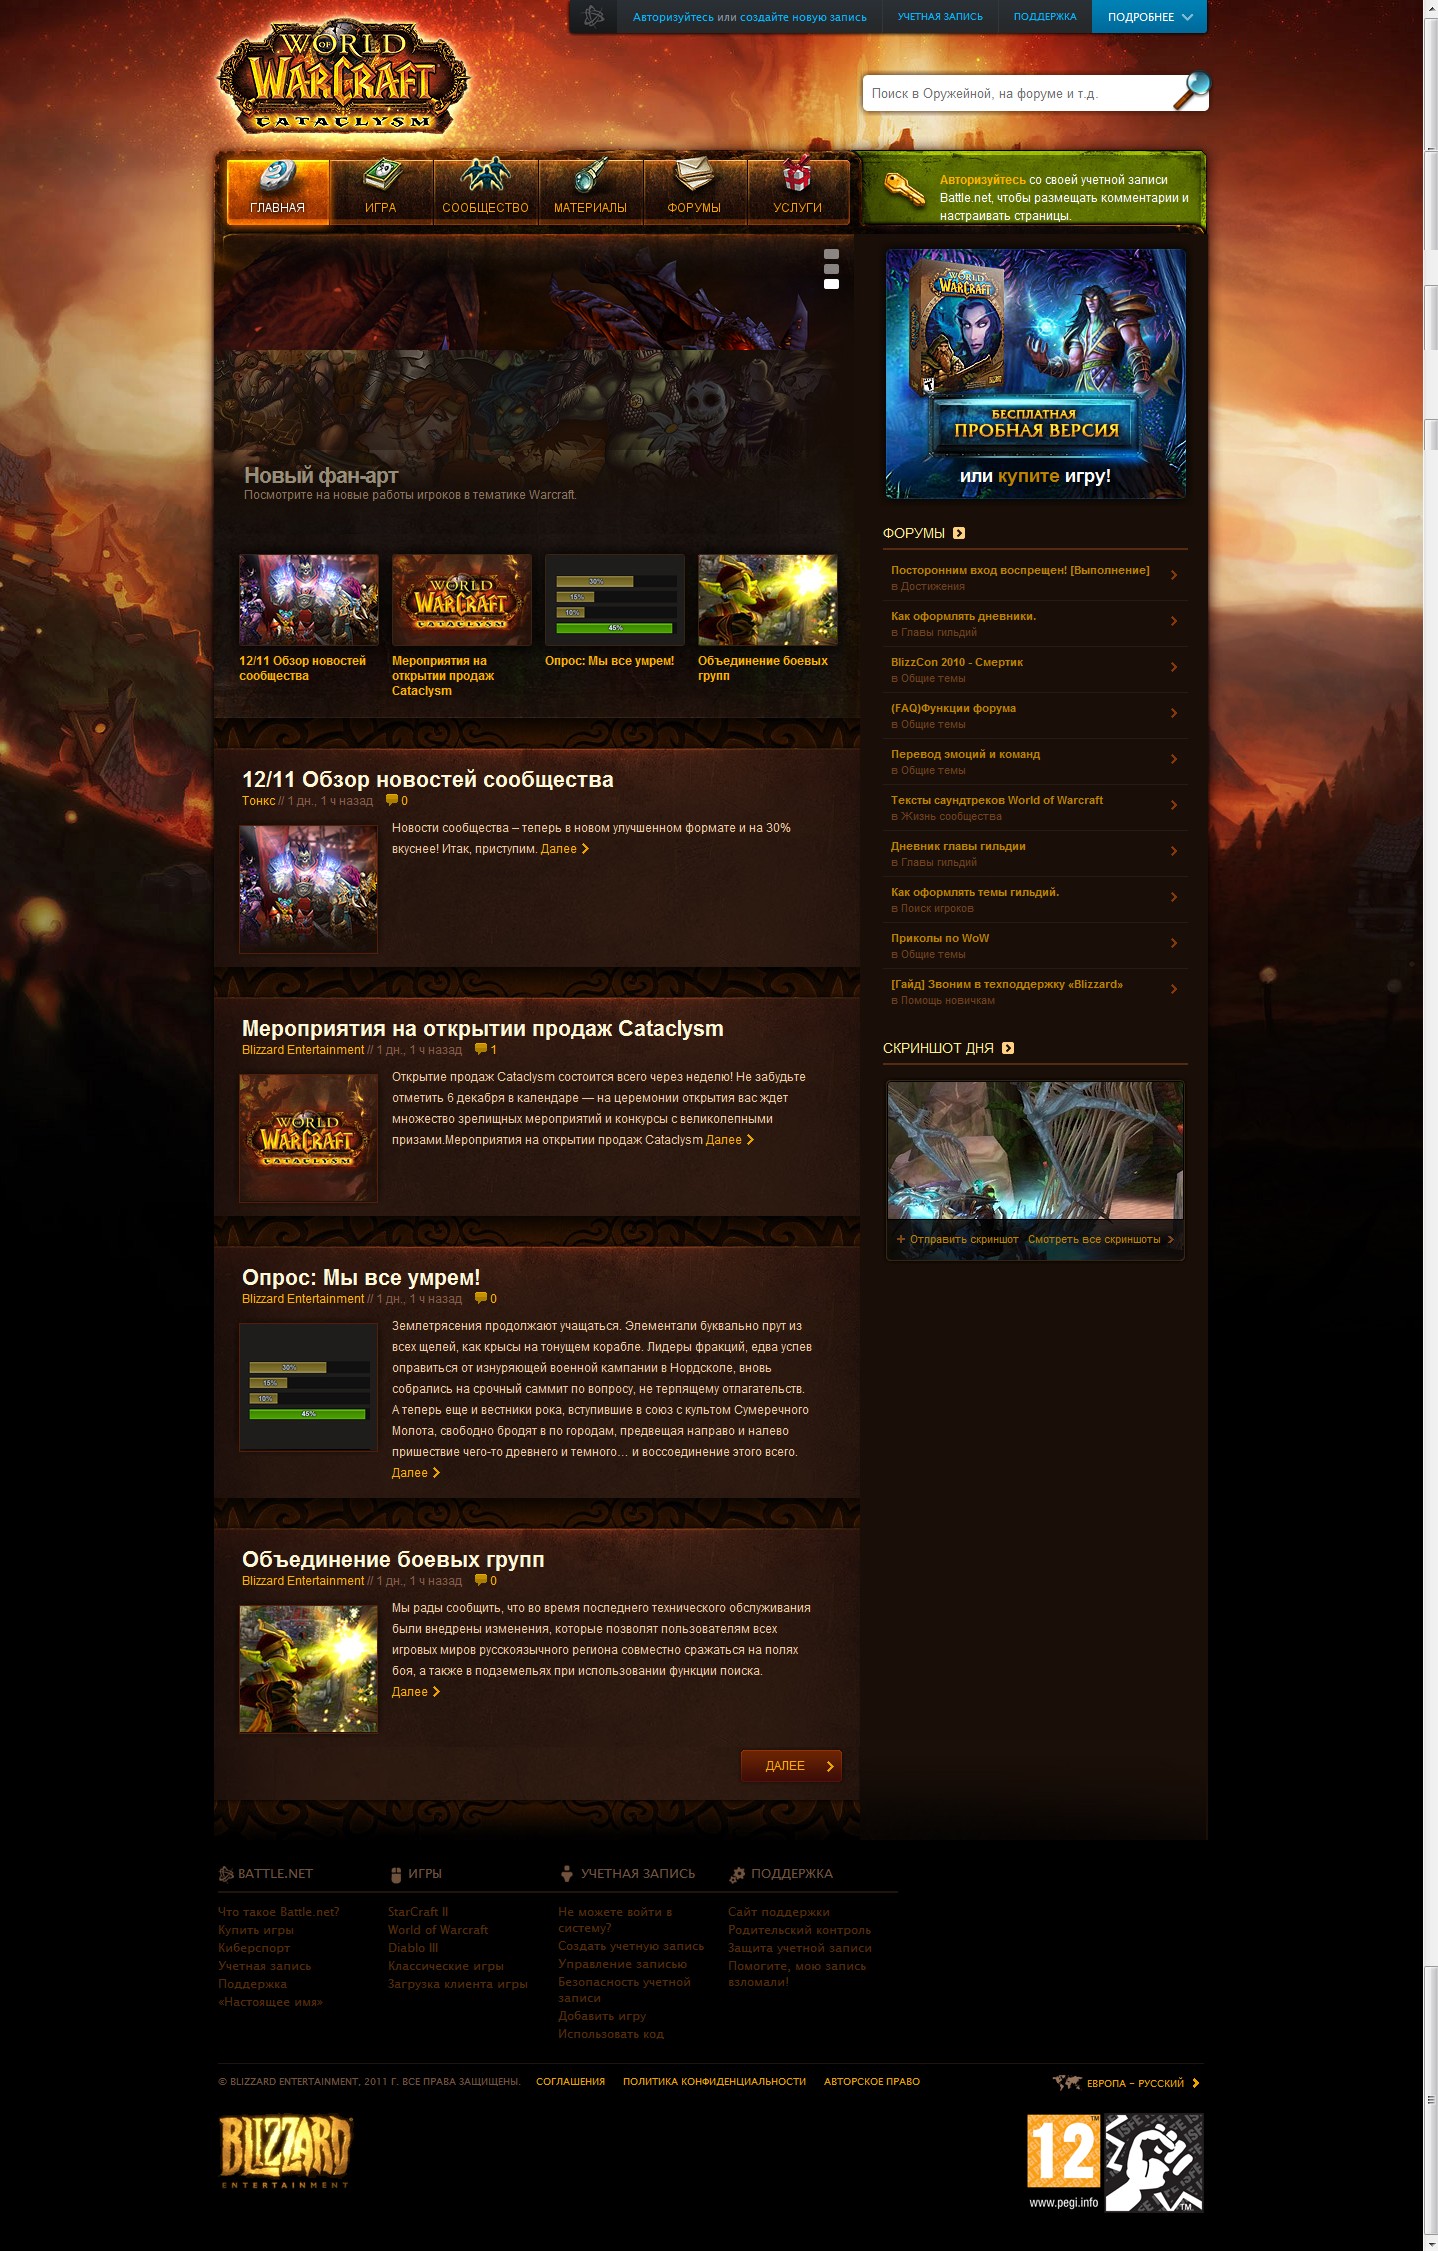 WORLD
OF
WARCRAFT
CATACLYSM
Авторизуйтесь или создайте новую запись
УЧЕТНАЯ ЗАПИСЬ
ПОДДЕРЖКА
ПОДРОБНЕЕ
Поиск в Оружейной, на форуме и т.д.
ГЛАВНАЯ
ИГРА
СООБЩЕСТВО
МАТЕРИАЛЫ
ФОРУМЫ
УСЛУГИ
Авторизуйтесь со своей учетной записи
Battle.net, чтобы размещать комментарии и
настраивать страницы.
Новый фан-арт
Посмотрите на новые работы игроков в тематике Warcraft.
WORLD
WARCRAFT
CATACLYSM
30%
15%
10%
45%
12/11 Обзор новостей
сообщества
Мероприятия на
открытии продаж
Cataclysm
Опрос: Мы все умрем!
Объединение боевых
групп
12/11 Обзор новостей сообщества
Тонкс // 1 дн., 1 ч назад 0
Новости сообщества – теперь в новом улучшенном формате и на 30%
вкуснее! Итак, приступим. Далее
Мероприятия на открытии продаж Cataclysm
Blizzard Entertainment // 1 дн., 1 ч назад 1
WORLD
WARCRAFT
CATACLYSM
Открытие продаж Cataclysm состоится всего через неделю! Не забудьте
отметить 6 декабря в календаре — на церемонии открытия вас ждет
множество зрелищных мероприятий и конкурсы с великолепными
призами.Мероприятия на открытии продаж Cataclysm Далее
Опрос: Мы все умрем!
Blizzard Entertainment // 1 дн., 1 ч назад 0
30%
15%
10%
45%
Землетрясения продолжают учащаться. Элементали буквально прут из
всех щелей, как крысы на тонущем корабле. Лидеры фракций, едва успев
оправиться от изнуряющей военной кампании в Нордсколе, вновь
собрались на срочный саммит по вопросу, не терпящему отлагательств.
А теперь еще и вестники рока, вступившие в союз с культом Сумеречного
Молота, свободно бродят в по городам, предвещая направо и налево
пришествие чего-то древнего и темного… и воссоединение этого всего.
Далее
Объединение боевых групп
Blizzard Entertainment // 1 дн., 1 ч назад 0
Мы рады сообщить, что во время последнего технического обслуживания
были внедрены изменения, которые позволят пользователям всех
игровых миров русскоязычного региона совместно сражаться на полях
боя, а также в подземельях при использовании функции поиска.
Далее
ДАЛЕЕ
WORLD
WARCRAFT
T
БЕСПЛАТНАЯ
ПРОБНАЯ ВЕРСИЯ
или купите игру!
ФОРУМЫ
Посторонним вход воспрещен! [Выполнение]
в Достижения
Как оформлять дневники.
в Главы гильдий
BlizzCon 2010 - Смертик
в Общие темы
(FAQ)Функции форума
в Общие темы
Перевод эмоций и команд
в Общие темы
Тексты саундтреков World of Warcraft
в Жизнь сообщества
Дневник главы гильдии
в Главы гильдий
Как оформлять темы гильдий.
в Поиск игроков
Приколы по WoW
в Общие темы
[Гайд] Звоним в техподдержку «Blizzard»
в Помощь новичкам
СКРИНШОТ ДНЯ
+ Отправить скриншот Смотреть все скриншоты
BATTLE.NET
Что такое Battle.net?
Купить игры
Киберспорт
Учетная запись
Поддержка
«Настоящее имя»
ИГРЫ
StarCraft II
World of Warcraft
Diablo III
Классические игры
Загрузка клиента игры
УЧЕТНАЯ ЗАПИСЬ
Не можете войти в
систему?
Создать учетную запись
Управление записью
Безопасность учетной
записи
Добавить игру
Использовать код
ПОДДЕРЖКА
Сайт поддержки
Родительский контроль
Защита учетной записи
Помогите, мою запись
взломали!
© BLIZZARD ENTERTAINMENT, 2011 Г. ВСЕ ПРАВА ЗАЩИЩЕНЫ.
СОГЛАШЕНИЯ
ПОЛИТИКА КОНФИДЕНЦИАЛЬНОСТИ
АВТОРСКОЕ ПРАВО
ЕВРОПА – РУССКИЙ
BLIZZARD
ENTERTAINMENT
12
TM
www.pegi.info
ISFE
TM